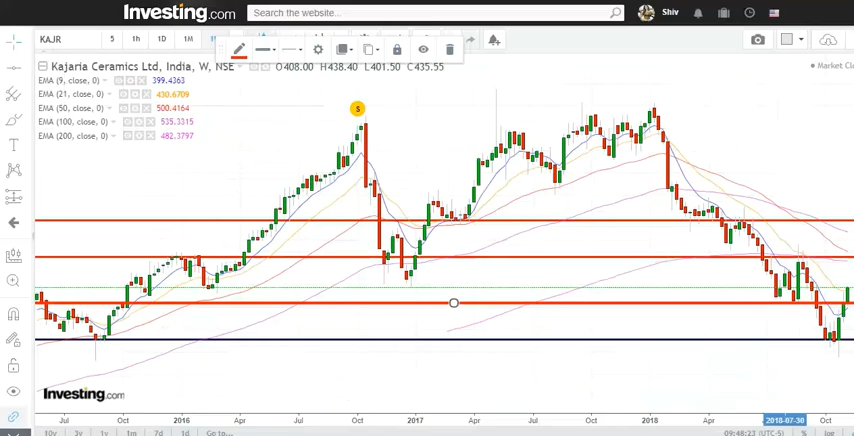 Investing.com
Search the website...
Shiv
KAJR
5 1h 1D 1M
Kajaria Ceramics Ltd, India, W, NSE O408.00 H438.40 L401.50 C435.55
Market Clo
EMA (9, close, 0) 399.4363
EMA (21, close, 0) 430.6709
EMA (50, close, 0) 500.4164
EMA (100, close, 0) 535.3315
EMA (200, close, 0) 482.3797
S
Investing.com
Jul Oct 2016 Apr Jul Oct 2017 Apr Jul Oct 2018 Apr 2018-07-30 Oct
10y 3y 1y 1m 7d 1d Go to...
09:48:23 (UTC-5) % log